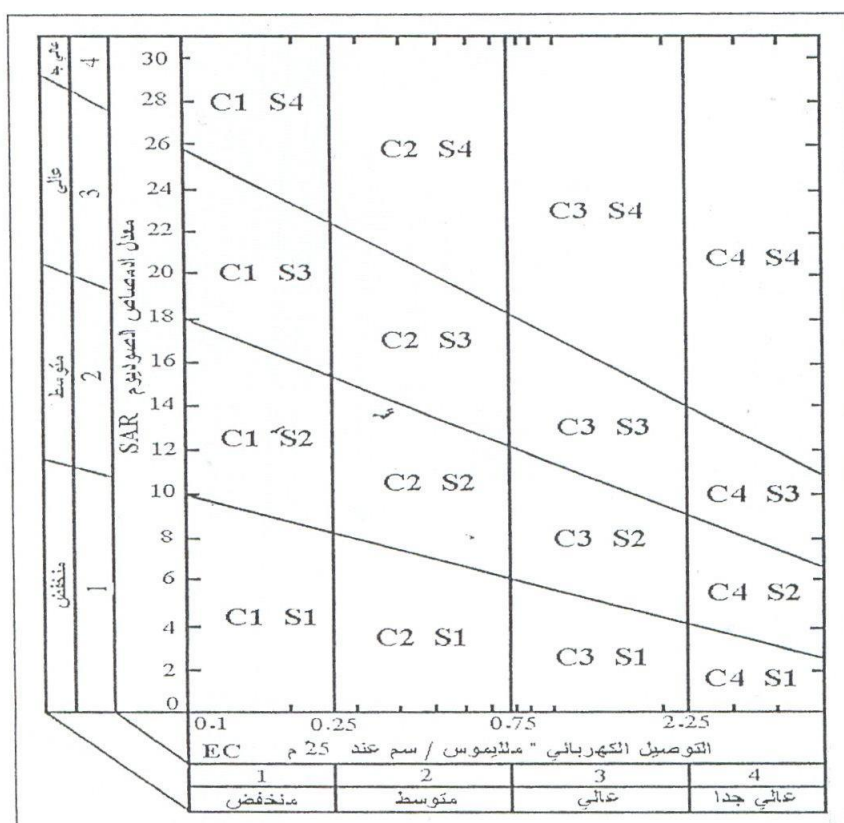 عالي جدا 4
عالي 3
متوسط 2
منخفض 1
معدل امصاص الصوديوم SAR
30
28
26
24
22
20
18
16
14
12
10
8
6
4
2
0
C1 S4
C2 S4
C3 S4
C4 S4
C1 S3
C2 S3
C3 S3
C4 S3
C1 S2
C2 S2
C3 S2
C4 S2
C1 S1
C2 S1
C3 S1
C4 S1
0.1 0.25 0.75 2.25
EC التوصيل الكهربائي " ملليموس / سم عند 25 م
1 2 3 4
منخفض متوسط عالي عالي جدا